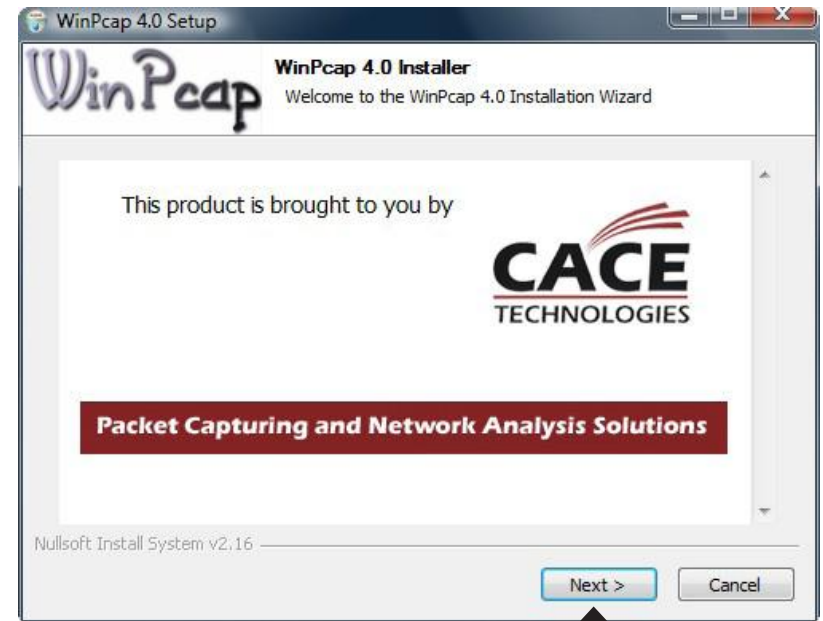 WinPcap 4.0 Setup
WinPcap
WinPcap 4.0 Installer
Welcome to the WinPcap 4.0 Installation Wizard
This product is brought to you by
CACE
TECHNOLOGIES
Packet Capturing and Network Analysis Solutions
Nullsoft Install System v2.16
Next >
Cancel